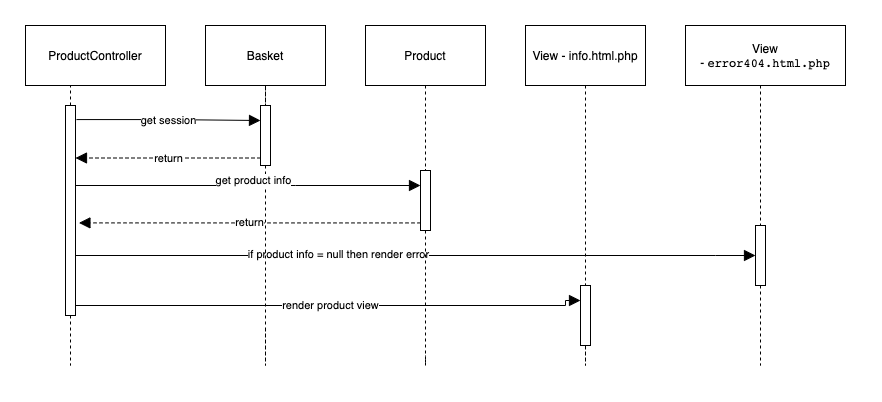 ProductController
Basket
Product
View - info.html.php
View
- error404.html.php
get session
return
get product info
return
if product info = null then render error
render product view